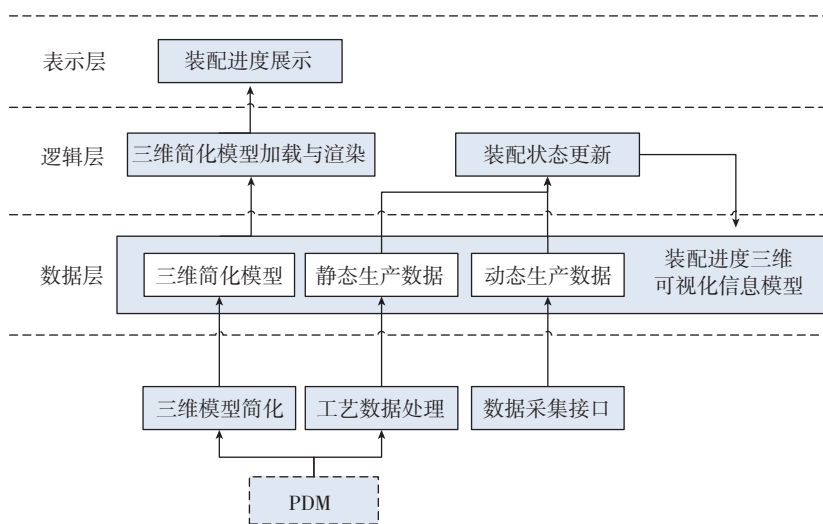 表示层
装配进度展示
逻辑层
三维简化模型加载与渲染
装配状态更新
数据层
三维简化模型
静态生产数据
动态生产数据
装配进度三维
可视化信息模型
三维模型简化
工艺数据处理
数据采集接口
PDM